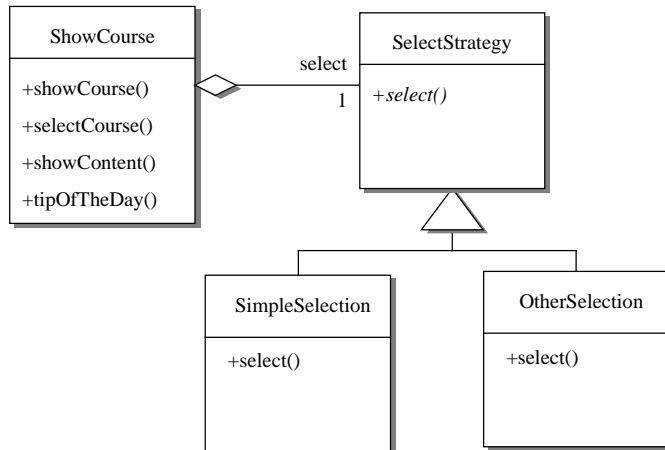 ShowCourse
+showCourse()
+selectCourse()
+showContent()
+tipOfTheDay()
select
1
SelectStrategy
+select()
SimpleSelection
+select()
OtherSelection
+select()